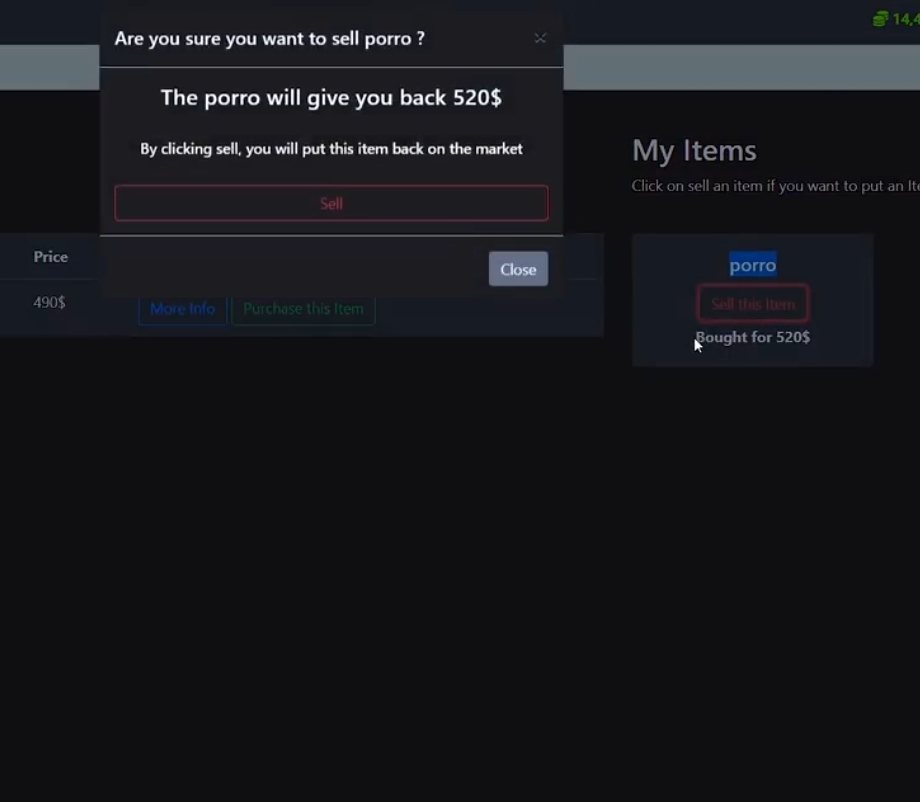 14,4
Are you sure you want to sell porro ?
The porro will give you back 520$
By clicking sell, you will put this item back on the market
Sell
Close
Price
490$
More Info
Purchase this Item
My Items
Click on sell an item if you want to put an Ite
porro
Sell this Item
Bought for 520$